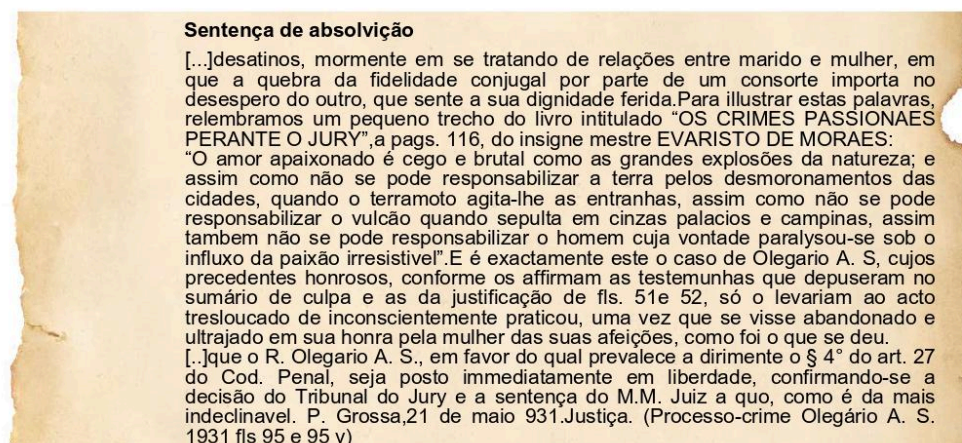 Sentença de absolvição
[...]desatinos, mormente em se tratando de relações entre marido e mulher, em
que a quebra da fidelidade conjugal por parte de um consorte importa no
desespero do outro, que sente a sua dignidade ferida.Para illustrar estas palavras,
relembramos um pequeno trecho do livro intitulado “OS CRIMES PASSIONAES
PERANTE O JURY”,a pags. 116, do insigne mestre EVARISTO DE MORAES:
“O amor apaixonado é cego e brutal como as grandes explosões da natureza; e
assim como não se pode responsabilizar a terra pelos desmoronamentos das
cidades, quando o terramoto agita-lhe as entranhas, assim como não se pode
responsabilizar o vulcão quando sepulta em cinzas palacios e campinas, assim
tambem não se pode responsabilizar o homem cuja vontade paralysou-se sob o
influxo da paixão irresistivel”.E é exactamente este o caso de Olegario A. S, cujos
precedentes honrosos, conforme os affirmam as testemunhas que depuseram no
sumário de culpa e as da justificação de fls. 51e 52, só o levariam ao acto
tresloucado de inconscientemente praticou, uma vez que se visse abandonado e
ultrajado em sua honra pela mulher das suas afeições, como foi o que se deu.
[..]que o R. Olegario A. S., em favor do qual prevalece a dirimente o § 4° do art. 27
do Cod. Penal, seja posto immediatamente em liberdade, confirmando-se a
decisão do Tribunal do Jury e a sentença do M.M. Juiz a quo, como é da mais
indeclinavel. P. Grossa,21 de maio 931.Justiça. (Processo-crime Olegário A. S.
1931 fls 95 e 95 v)